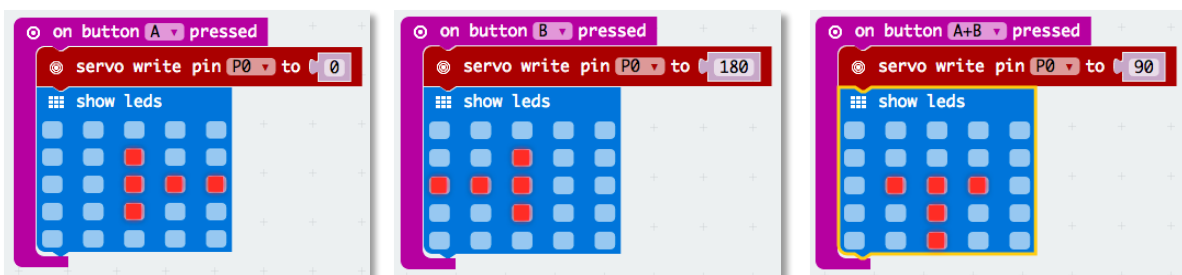 on button A pressed
servo write pin P0 to 0
show leds
on button B pressed
servo write pin P0 to 180
show leds
on button A+B pressed
servo write pin P0 to 90
show leds